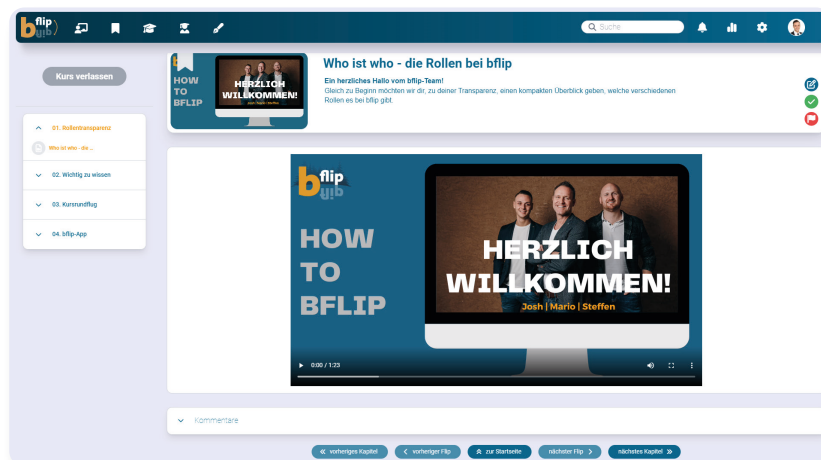 bflip
Suche
Kurs verlassen
01. Rollentransparenz
Who ist who - die ...
02. Wichtig zu wissen
03. Kursrundflug
04. bflip-App
HOW
TO
BFLIP
HERZLICH
WILLKOMMEN!
Josh | Mario | Steffen
Who ist who - die Rollen bei bflip
Ein herzliches Hallo vom bflip-Team!
Gleich zu Beginn möchten wir dir, zu deiner Transparenz, einen kompakten Überblick geben, welche verschiedenen
Rollen es bei bflip gibt.
bflip
HOW
TO
BFLIP
HERZLICH
WILLKOMMEN!
Josh | Mario | Steffen
0:00 / 1:23
Kommentare
vorheriges Kapitel
vorheriger Flip
zur Startseite
nächster Flip
nächstes Kapitel